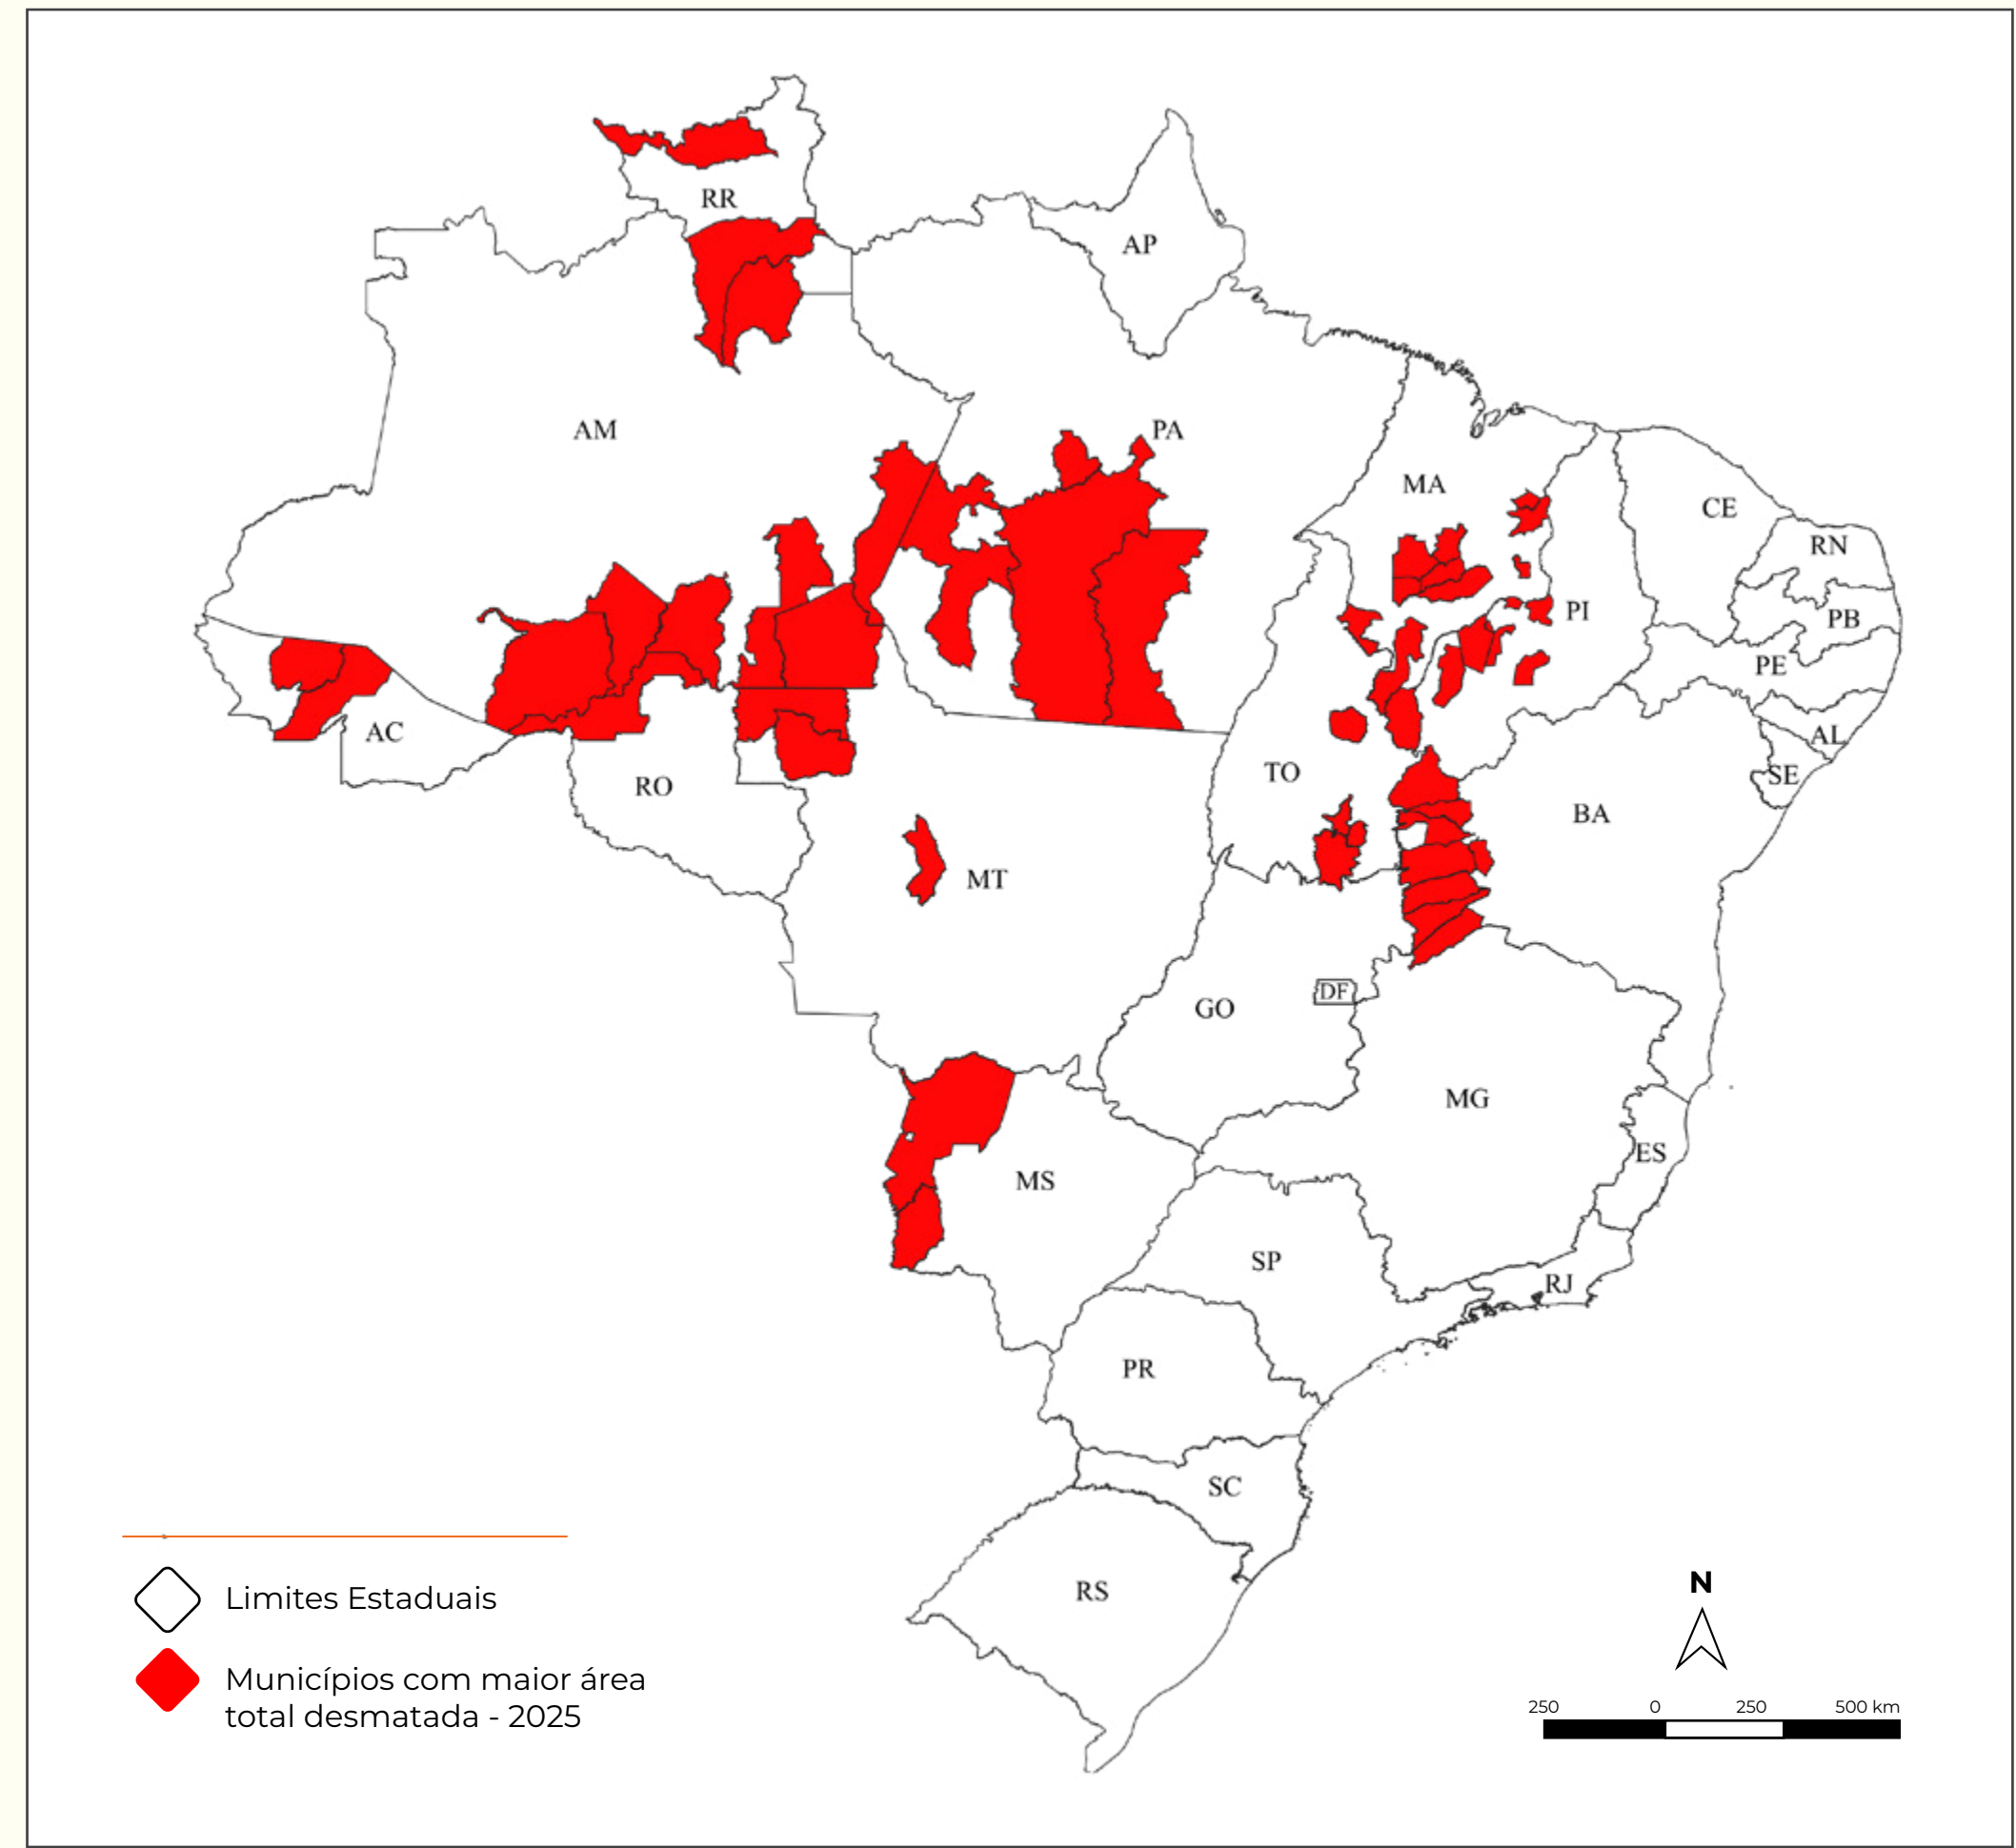 RR
AP
AM
PA
MA
CE
RN
PB
PI
PE
AC
AL
RO
TO
SE
BA
MT
DF
GO
MG
ES
MS
SP
RJ
PR
SC
RS
Limites Estaduais
Municípios com maior área
total desmatada - 2025
N
250 0 250 500 km